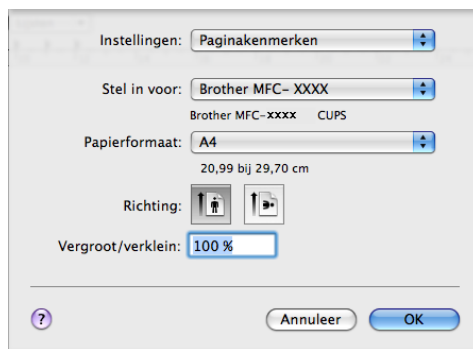 Instellingen: Paginakenmerken
Stel in voor: Brother MFC- XXXX
Brother MFC-xxxx CUPS
Papierformaat: A4
20,99 bij 29,70 cm
Richting:
Vergroot/verklein: 100 %
? Annuleer OK